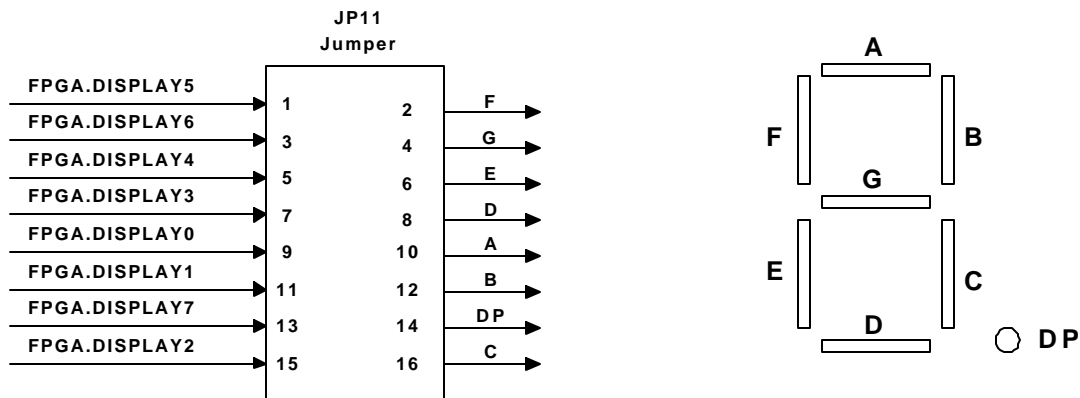 JP11
Jumper
FPGA.DISPLAY5
1
2
F
FPGA.DISPLAY6
3
4
G
FPGA.DISPLAY4
5
6
E
FPGA.DISPLAY3
7
8
D
FPGA.DISPLAY0
9
10
A
FPGA.DISPLAY1
11
12
B
FPGA.DISPLAY7
13
14
DP
FPGA.DISPLAY2
15
16
C
A
F
B
G
E
C
D
DP